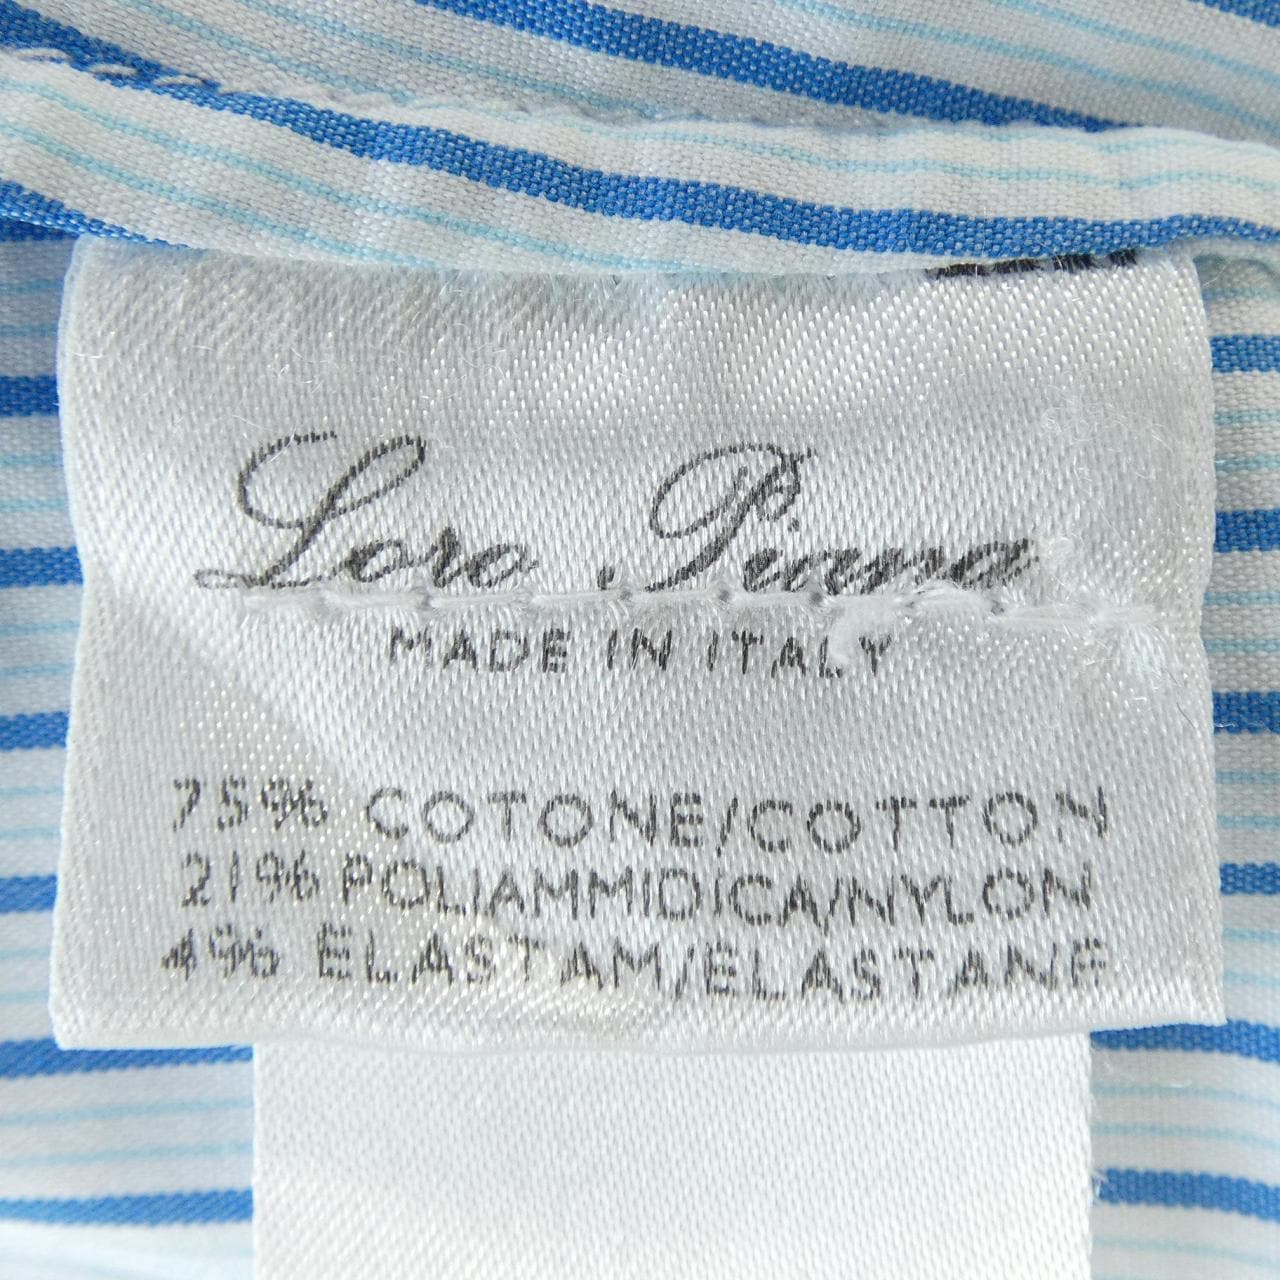 Loro Piana
MADE IN ITALY
75% COTONE/COTTON
21% POLIAMMIDICA/NYLON
4% ELASTAM/ELASTANE